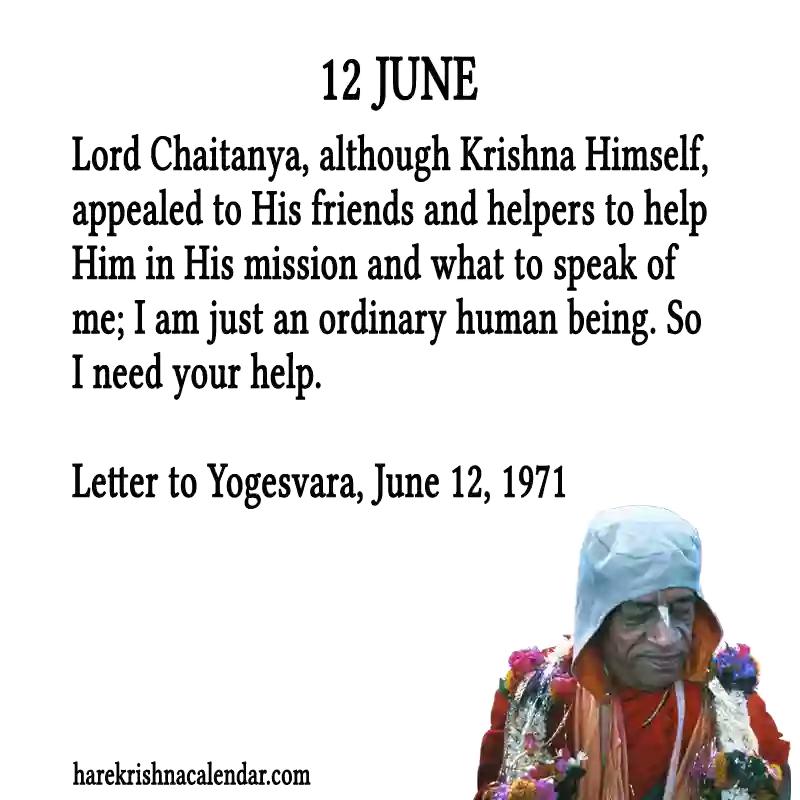 12 JUNE
Lord Chaitanya, although Krishna Himself,
appealed to His friends and helpers to help
Him in His mission and what to speak of
me; I am just an ordinary human being. So
I need your help.
Letter to Yogesvara, June 12, 1971
harekrishnacalendar.com